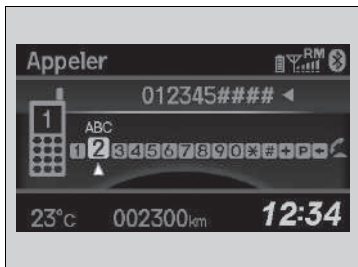 Appeler RM
012345#### ◄
1
ABC
1 2 3 4 5 6 7 8 9 0 * # + P -
23°C 002300km 12:34